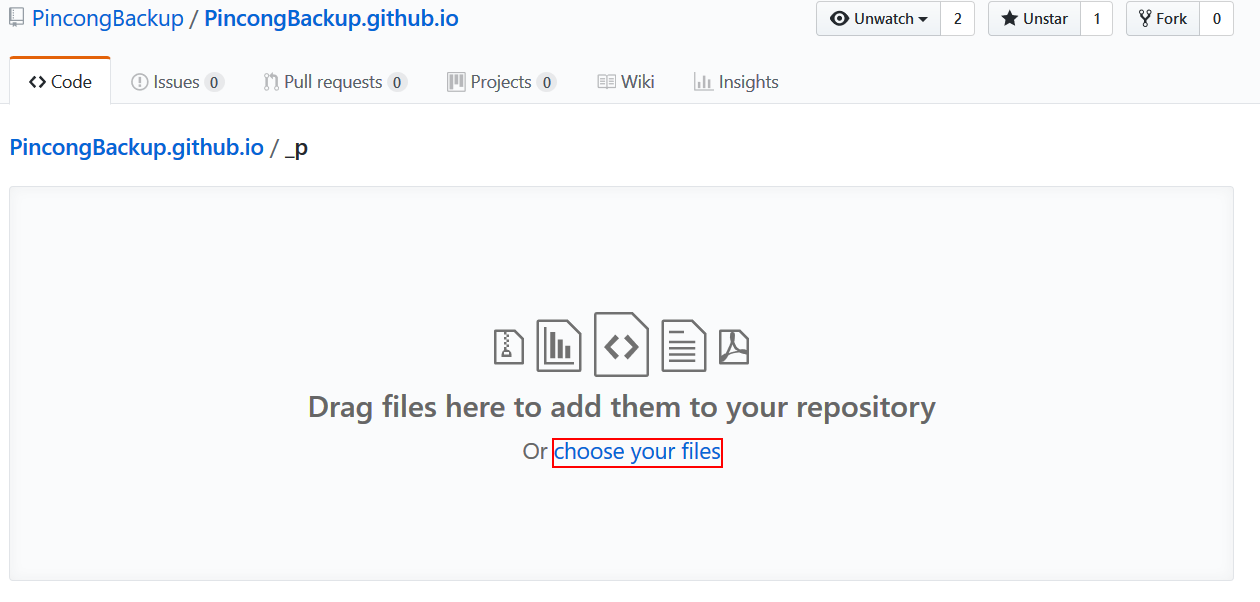 PincongBackup / PincongBackup.github.io Unwatch 2 Unstar 1 Fork 0
Code Issues 0 Pull requests 0 Projects 0 Wiki Insights
PincongBackup.github.io / _p
Drag files here to add them to your repository
Or choose your files